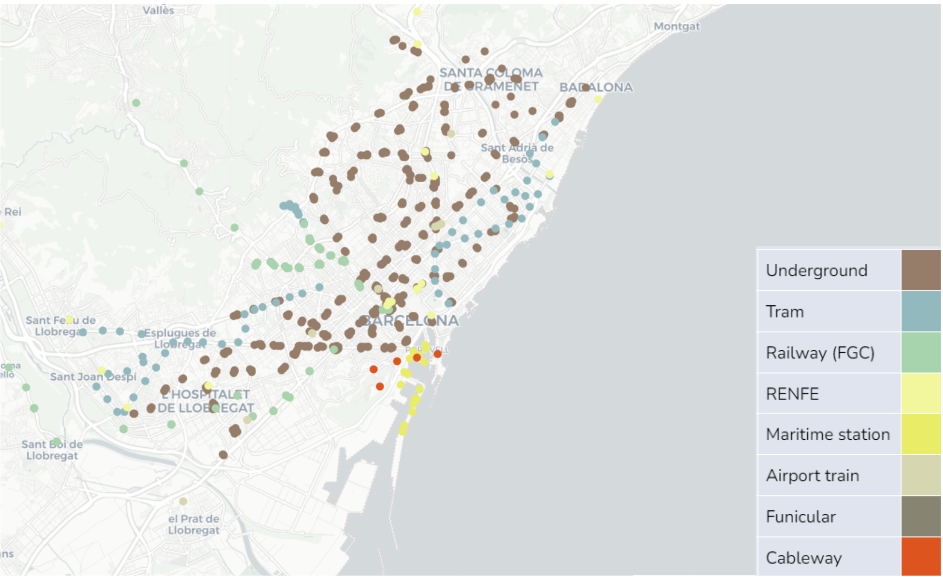 Vallès
Montgat
SANTA COLOMA
DE GRAMENET
BADALONA
Sant Adrià de
Besòs
Rei
Sant Feliu de
Llobregat
Esplugues de
Llobregat
BARCELONA
Sant Joan Despí
L'HOSPITALET
DE LLOBREGAT
Sant Boi de
Llobregat
el Prat de
Llobregat
Underground
Tram
Railway (FGC)
RENFE
Maritime station
Airport train
Funicular
Cableway